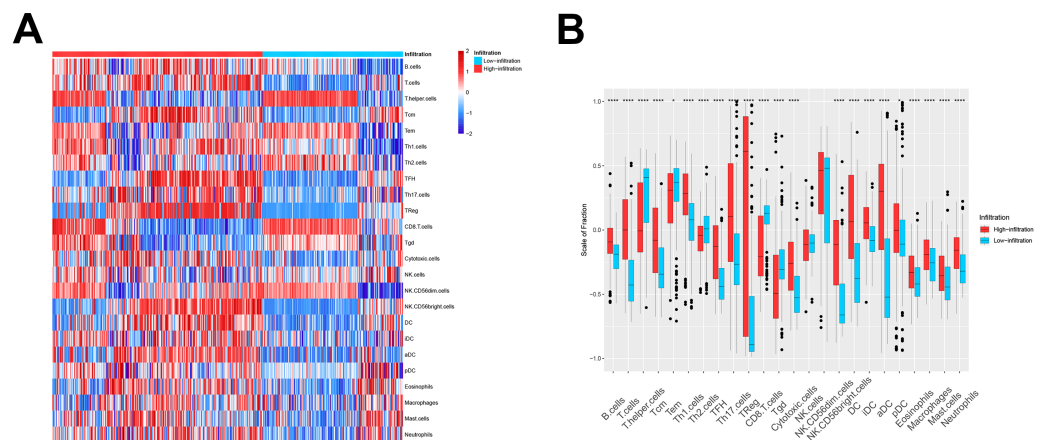 A
Infiltration
B.cells
T.cells
T.helper.cells
Tcm
Tem
Th1.cells
Th2.cells
TFH
Th17.cells
TReg
CD8.T.cells
Tgd
Cytotoxic.cells
NK.cells
NK.CD56dim.cells
NK.CD56bright.cells
DC
iDC
aDC
pDC
Eosinophils
Macrophages
Mast.cells
Neutrophils
2
1
0
−1
−2
Infiltration
Low−infiltration
High−infiltration
B
Scale of Fraction
1.0
0.5
0.0
−0.5
−1.0
B.cells
T.cells
T.helper.cells
Tcm
Tem
Th1.cells
Th2.cells
TFH
Th17.cells
TReg
CD8.T.cells
Tgd
Cytotoxic.cells
NK.cells
NK.CD56dim.cells
NK.CD56bright.cells
DC
iDC
aDC
pDC
Eosinophils
Macrophages
Mast.cells
Neutrophils
Infiltration
High−infiltration
Low−infiltration